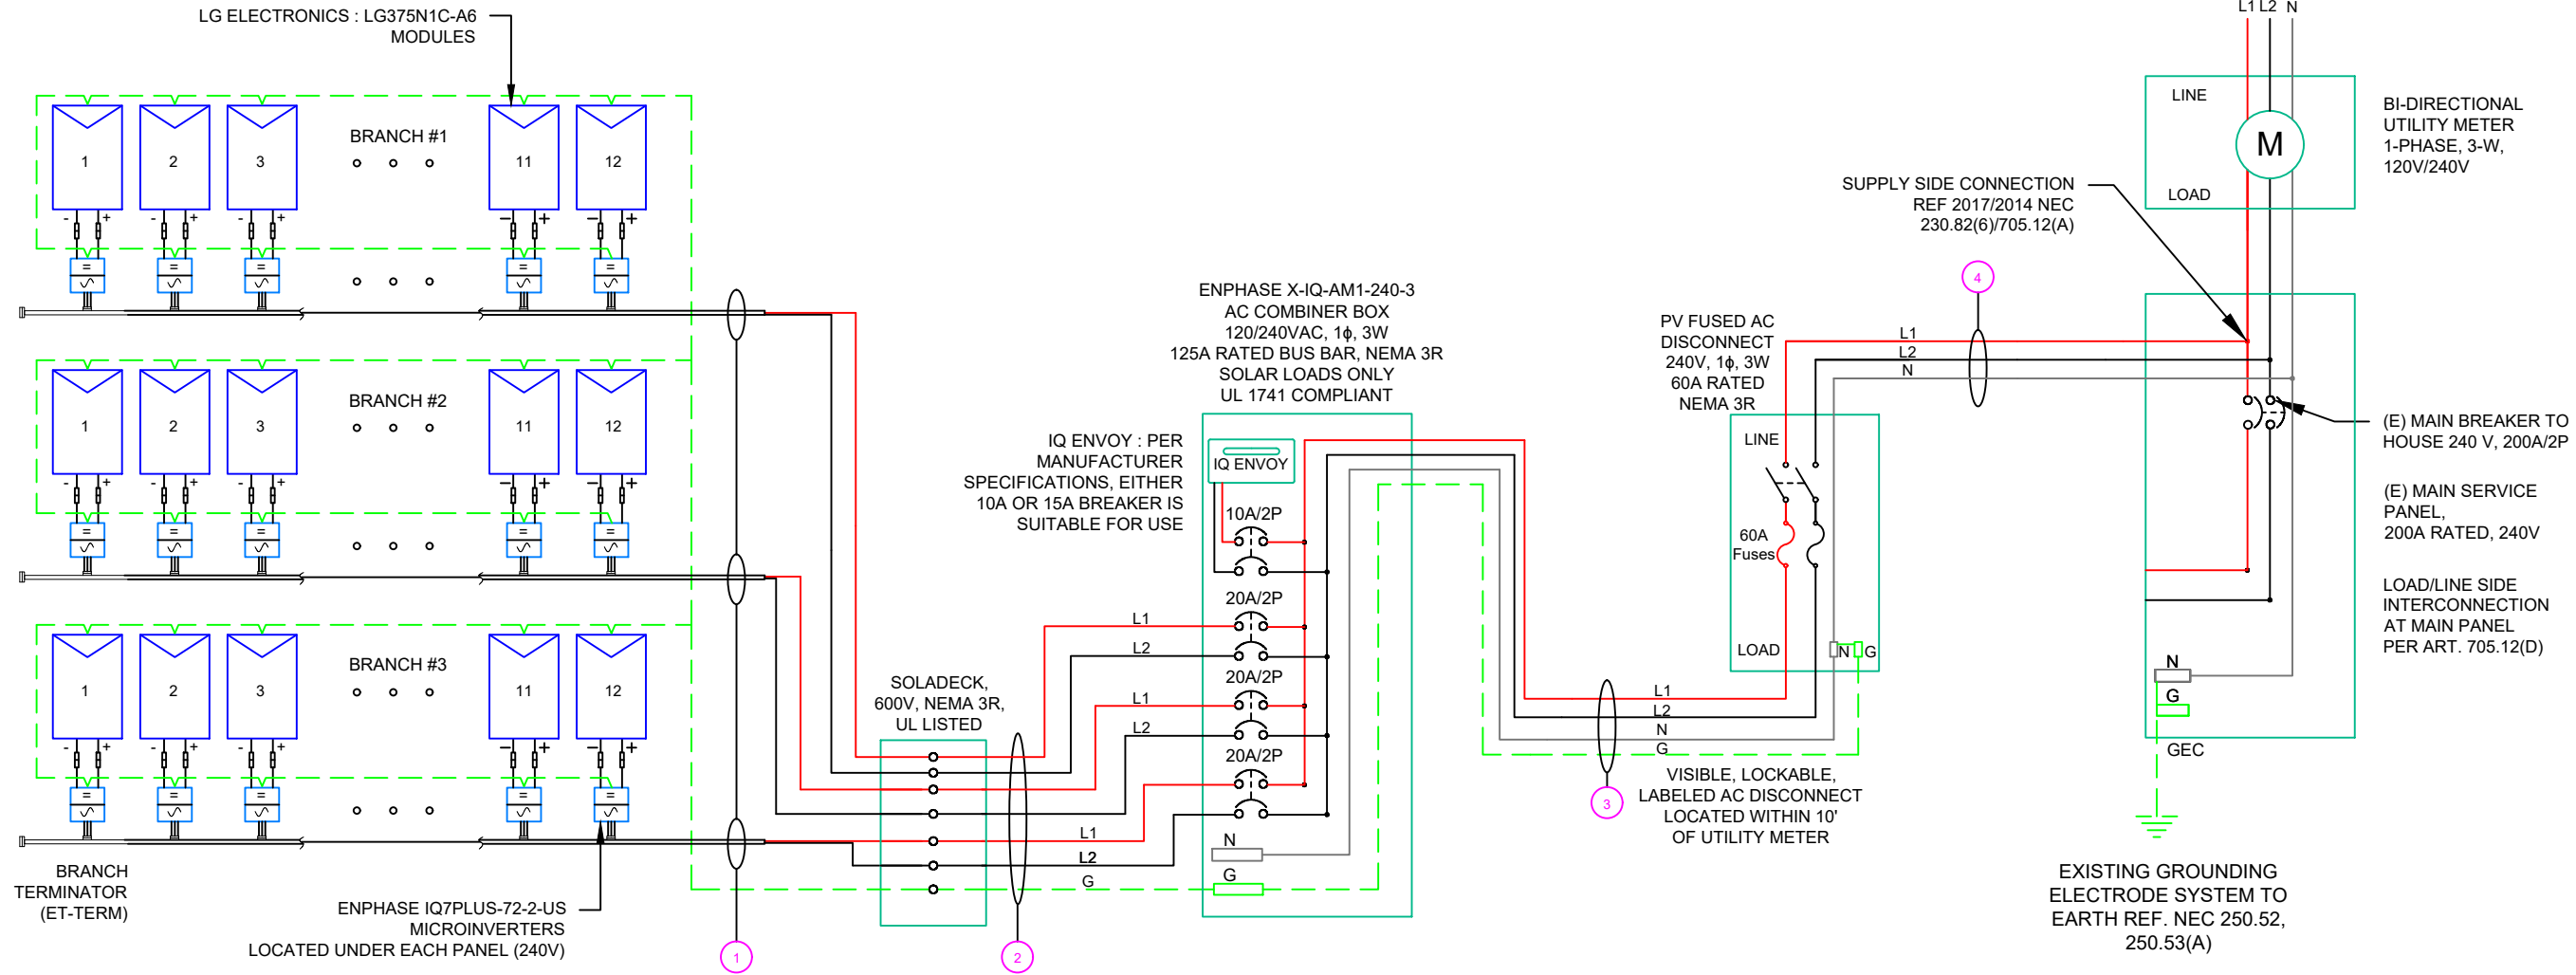 LG ELECTRONICS : LG375N1C-A6
MODULES
BRANCH #1
1
2
3
11
12
- +
- +
- +
- +
- +
BRANCH #2
1
2
3
11
12
- +
- +
- +
- +
- +
BRANCH #3
1
2
3
11
12
- +
- +
- +
- +
- +
BRANCH
TERMINATOR
(ET-TERM)
ENPHASE IQ7PLUS-72-2-US
MICROINVERTERS
LOCATED UNDER EACH PANEL (240V)
1
SOLADECK,
600V, NEMA 3R,
UL LISTED
2
L1
L2
L1
L2
L1
L2
G
ENPHASE X-IQ-AM1-240-3
AC COMBINER BOX
120/240VAC, 1ϕ, 3W
125A RATED BUS BAR, NEMA 3R
SOLAR LOADS ONLY
UL 1741 COMPLIANT
IQ ENVOY : PER
MANUFACTURER
SPECIFICATIONS, EITHER
10A OR 15A BREAKER IS
SUITABLE FOR USE
IQ ENVOY
10A/2P
20A/2P
20A/2P
20A/2P
N
G
L1
L2
N
G
3
VISIBLE, LOCKABLE,
LABELED AC DISCONNECT
LOCATED WITHIN 10'
OF UTILITY METER
PV FUSED AC
DISCONNECT
240V, 1ϕ, 3W
60A RATED
NEMA 3R
LINE
60A
Fuses
LOAD
N G
L1
L2
N
4
SUPPLY SIDE CONNECTION
REF 2017/2014 NEC
230.82(6)/705.12(A)
L1 L2 N
LINE
M
LOAD
BI-DIRECTIONAL
UTILITY METER
1-PHASE, 3-W,
120V/240V
(E) MAIN BREAKER TO
HOUSE 240 V, 200A/2P
(E) MAIN SERVICE
PANEL,
200A RATED, 240V
LOAD/LINE SIDE
INTERCONNECTION
AT MAIN PANEL
PER ART. 705.12(D)
N
G
GEC
EXISTING GROUNDING
ELECTRODE SYSTEM TO
EARTH REF. NEC 250.52,
250.53(A)